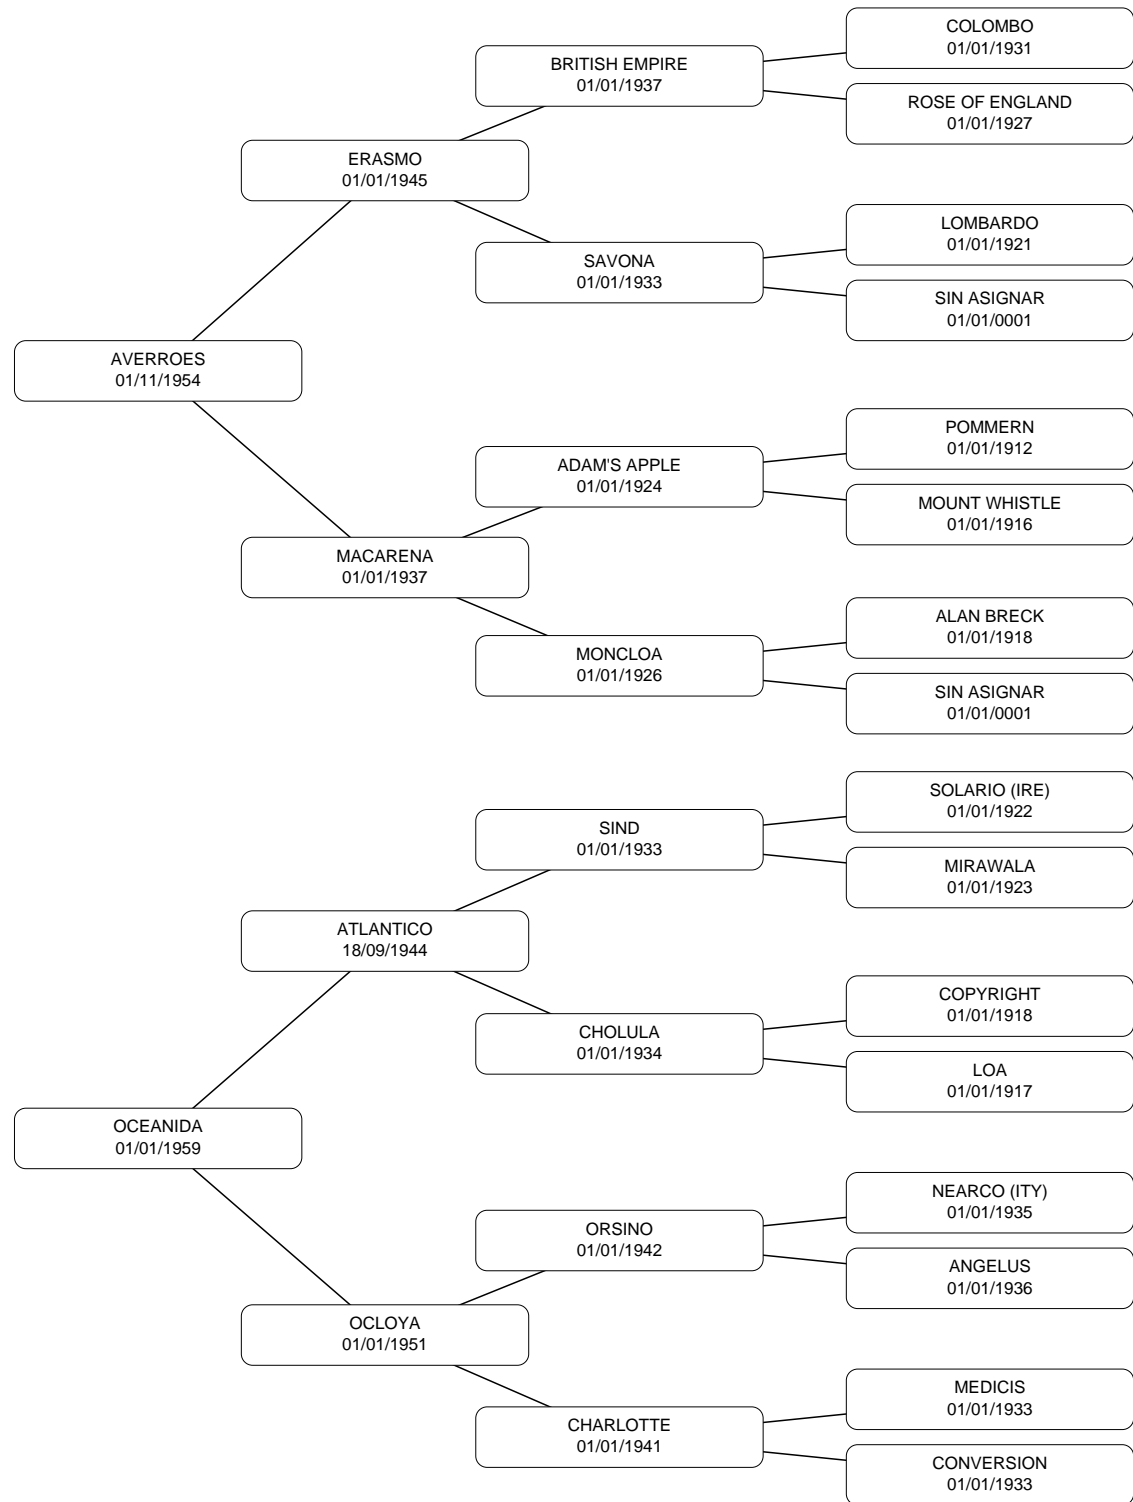 COLOMBO
01/01/1931
BRITISH EMPIRE
01/01/1937
ROSE OF ENGLAND
01/01/1927
ERASMO
01/01/1945
LOMBARDO
01/01/1921
SAVONA
01/01/1933
SIN ASIGNAR
01/01/0001
AVERROES
01/11/1954
POMMERN
01/01/1912
ADAM'S APPLE
01/01/1924
MOUNT WHISTLE
01/01/1916
MACARENA
01/01/1937
ALAN BRECK
01/01/1918
MONCLOA
01/01/1926
SIN ASIGNAR
01/01/0001
SOLARIO (IRE)
01/01/1922
SIND
01/01/1933
MIRAWALA
01/01/1923
ATLANTICO
18/09/1944
COPYRIGHT
01/01/1918
CHOLULA
01/01/1934
LOA
01/01/1917
OCEANIDA
01/01/1959
NEARCO (ITY)
01/01/1935
ORSINO
01/01/1942
ANGELUS
01/01/1936
OCLOYA
01/01/1951
MEDICIS
01/01/1933
CHARLOTTE
01/01/1941
CONVERSION
01/01/1933